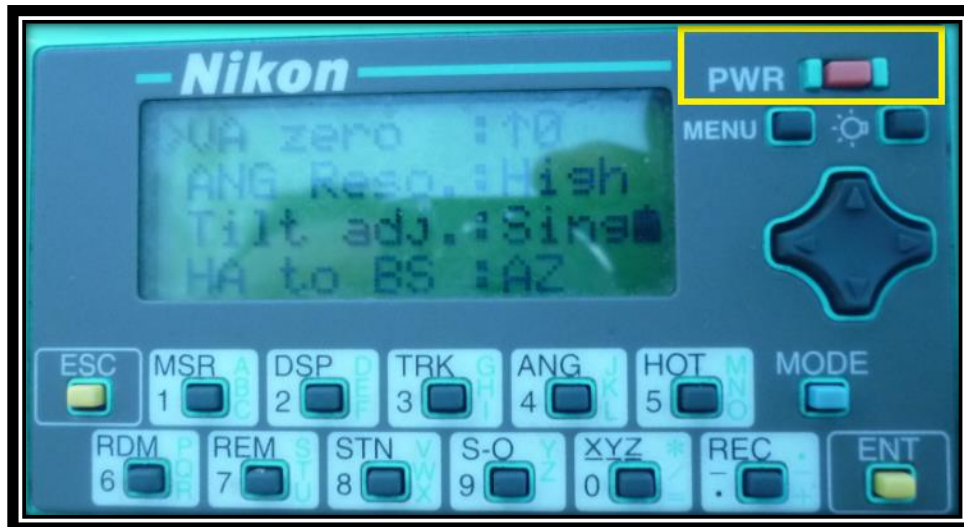 Nikon
PWR
MENU
>VA zero :↑0
ANG Reso.:High
Tilt adj.:Sing
HA to BS :AZ
ESC
MSR ABC
1
DSP DEF
2
TRK GHI
3
ANG JKL
4
HOT MNO
5
MODE
RDM PQR
6
REM STU
7
STN VWX
8
S-O YZ
9
XYZ */=
0
REC .-+
- .
ENT